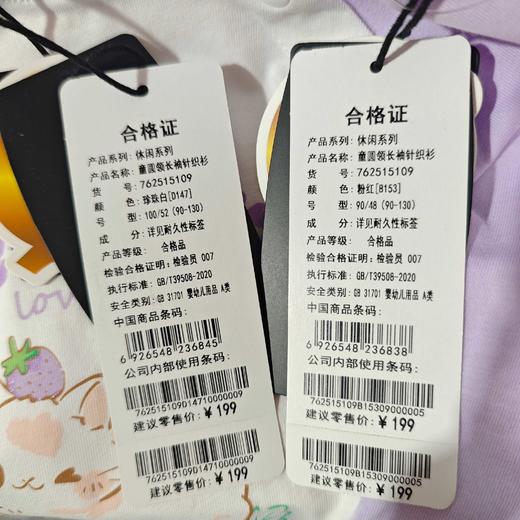 合格证
产品系列: 休闲系列
产品名称: 童圆领长袖针织衫
货 号: 762515109
颜 色: 珍珠白[D147]
型 号: 100/52 (90-130)
成 分: 详见耐久性标签
产品等级: 合格品
检验合格证明: 检验员 007
执行标准: GB/T39508-2020
安全类别: GB 31701 婴幼儿用品 A类
中国商品条码:
6 926548 236845
公司内部使用条码:
762515109D14710000009
建议零售价: ¥ 199
762515109D14710000009
建议零售价: ¥ 199
合格证
产品系列: 休闲系列
产品名称: 童圆领长袖针织衫
货 号: 762515109
颜 色: 粉红[B153]
型 号: 90/48 (90-130)
成 分: 详见耐久性标签
产品等级: 合格品
检验合格证明: 检验员 007
执行标准: GB/T39508-2020
安全类别: GB 31701 婴幼儿用品 A类
中国商品条码:
6 926548 236838
公司内部使用条码:
762515109B15309000005
建议零售价: ¥ 199
762515109B15309000005
建议零售价: ¥ 199